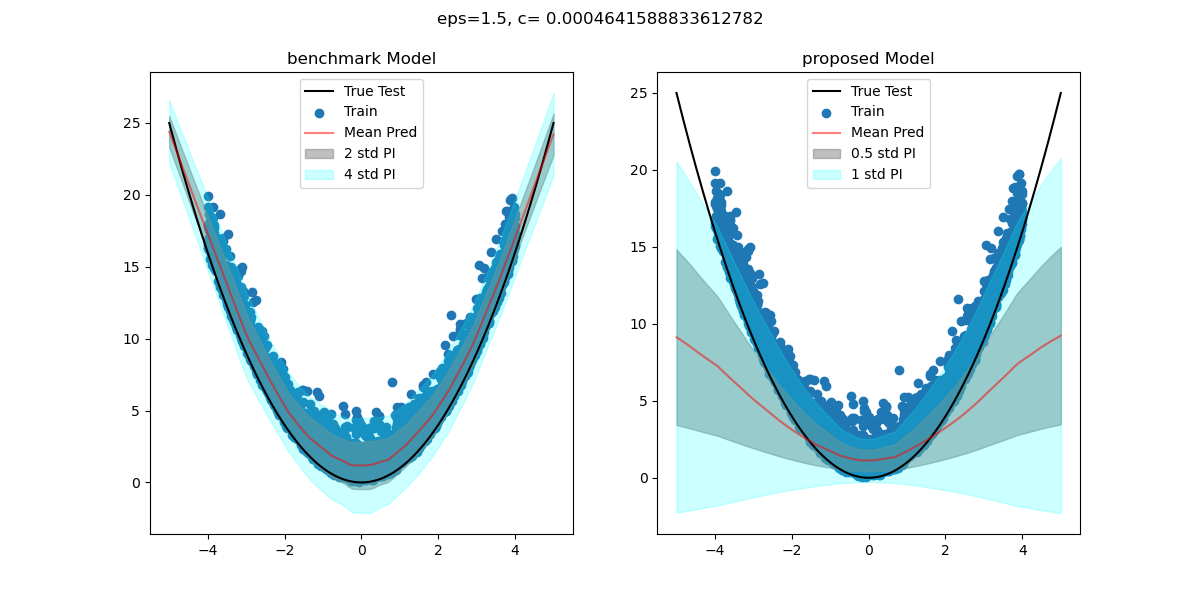 eps=1.5, c= 0.0004641588833612782
benchmark Model
True Test
Train
Mean Pred
2 std PI
4 std PI
25
20
15
10
5
0
−4
−2
0
2
4
proposed Model
True Test
Train
Mean Pred
0.5 std PI
1 std PI
25
20
15
10
5
0
−4
−2
0
2
4